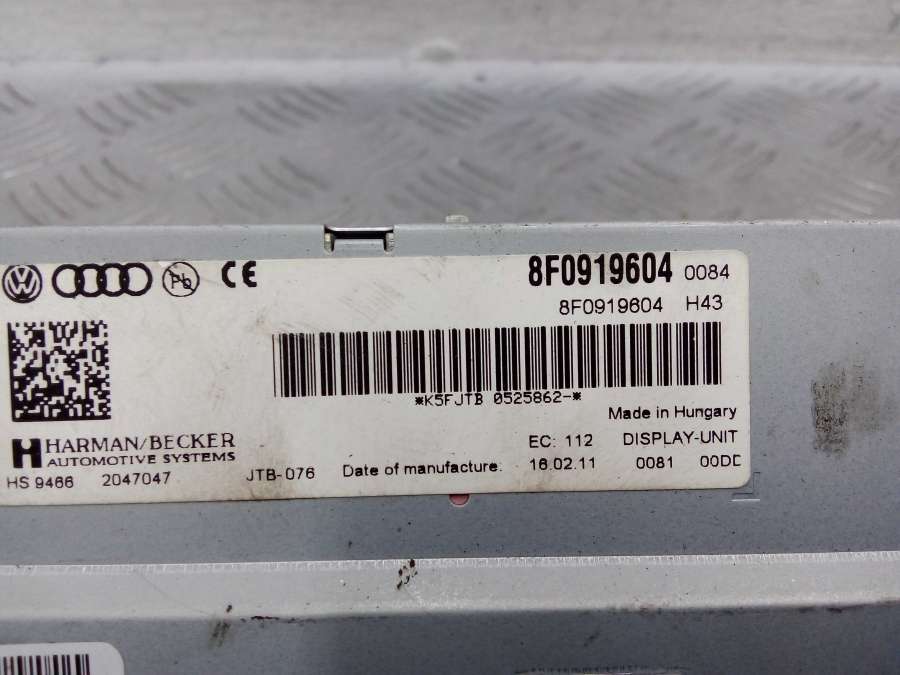 Pb CE 8F0919604 0084
8F0919604 H43
*K5FJTB 0525862-*
Made in Hungary
HARMAN/BECKER EC: 112 DISPLAY-UNIT
AUTOMOTIVE SYSTEMS
HS 9466 2047047 JTB-076 Date of manufacture: 16.02.11 0081 00DD